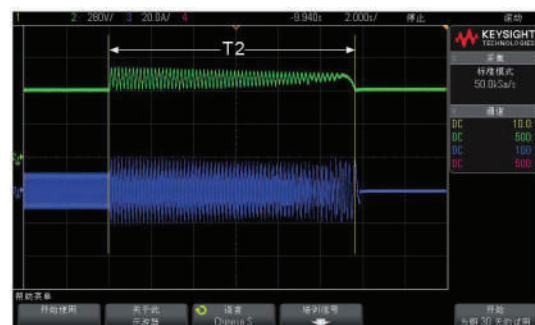 1 2 280V/ 3 20.0A/ 4 -9.940s 2.000s/ 停止
T2
KEYSIGHT
TECHNOLOGIES
采集
标准模式
50.0kSa/s
通道
DC 10.0:
DC 500:
DC 100:
DC 500:
帮助菜单
开始使用
关于此
示波器
语言
培训信号
开始